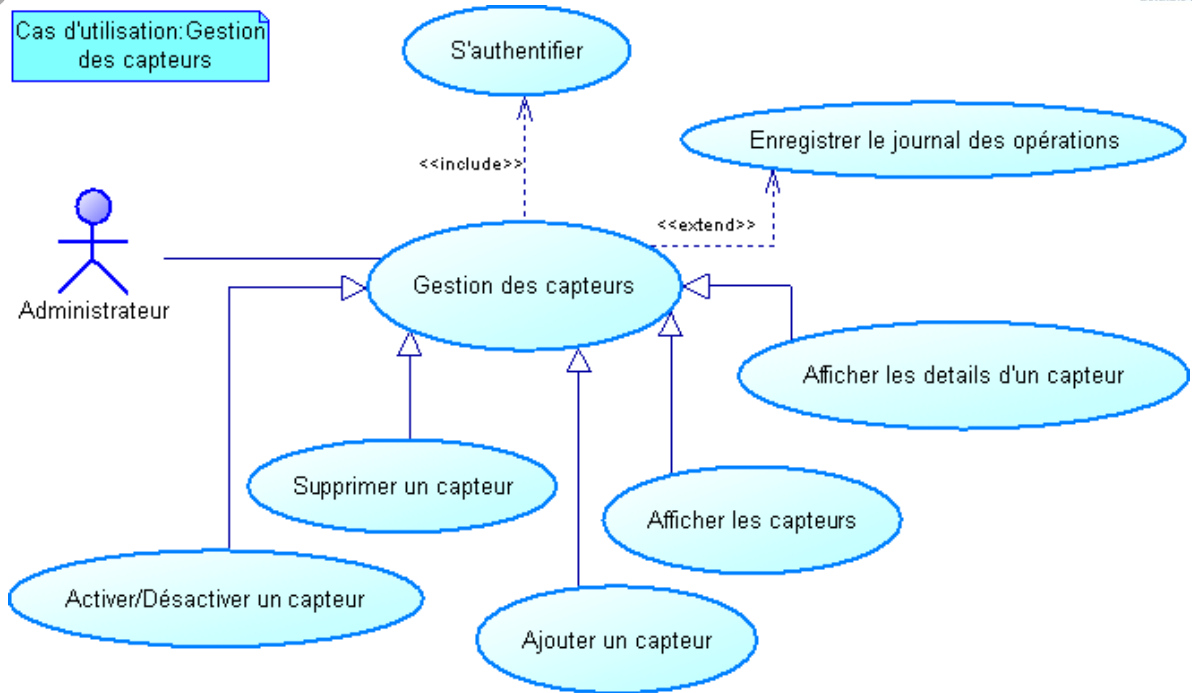 Cas d'utilisation:Gestion
des capteurs
S'authentifier
Enregistrer le journal des opérations
<<include>>
<<extend>>
Administrateur
Gestion des capteurs
Afficher les details d'un capteur
Supprimer un capteur
Afficher les capteurs
Activer/Désactiver un capteur
Ajouter un capteur